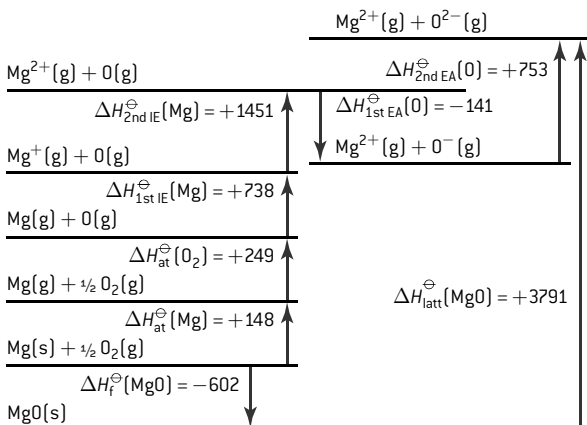 Mg²⁺(g) + O²⁻(g)
ΔH⦵2nd EA(O) = +753
Mg²⁺(g) + O(g)
ΔH⦵2nd IE(Mg) = +1451
ΔH⦵1st EA(O) = −141
Mg²⁺(g) + O⁻(g)
Mg⁺(g) + O(g)
ΔH⦵1st IE(Mg) = +738
Mg(g) + O(g)
ΔH⦵at(O₂) = +249
Mg(g) + ½ O₂(g)
ΔH⦵latt(MgO) = +3791
ΔH⦵at(Mg) = +148
Mg(s) + ½ O₂(g)
ΔH⦵f(MgO) = −602
MgO(s)